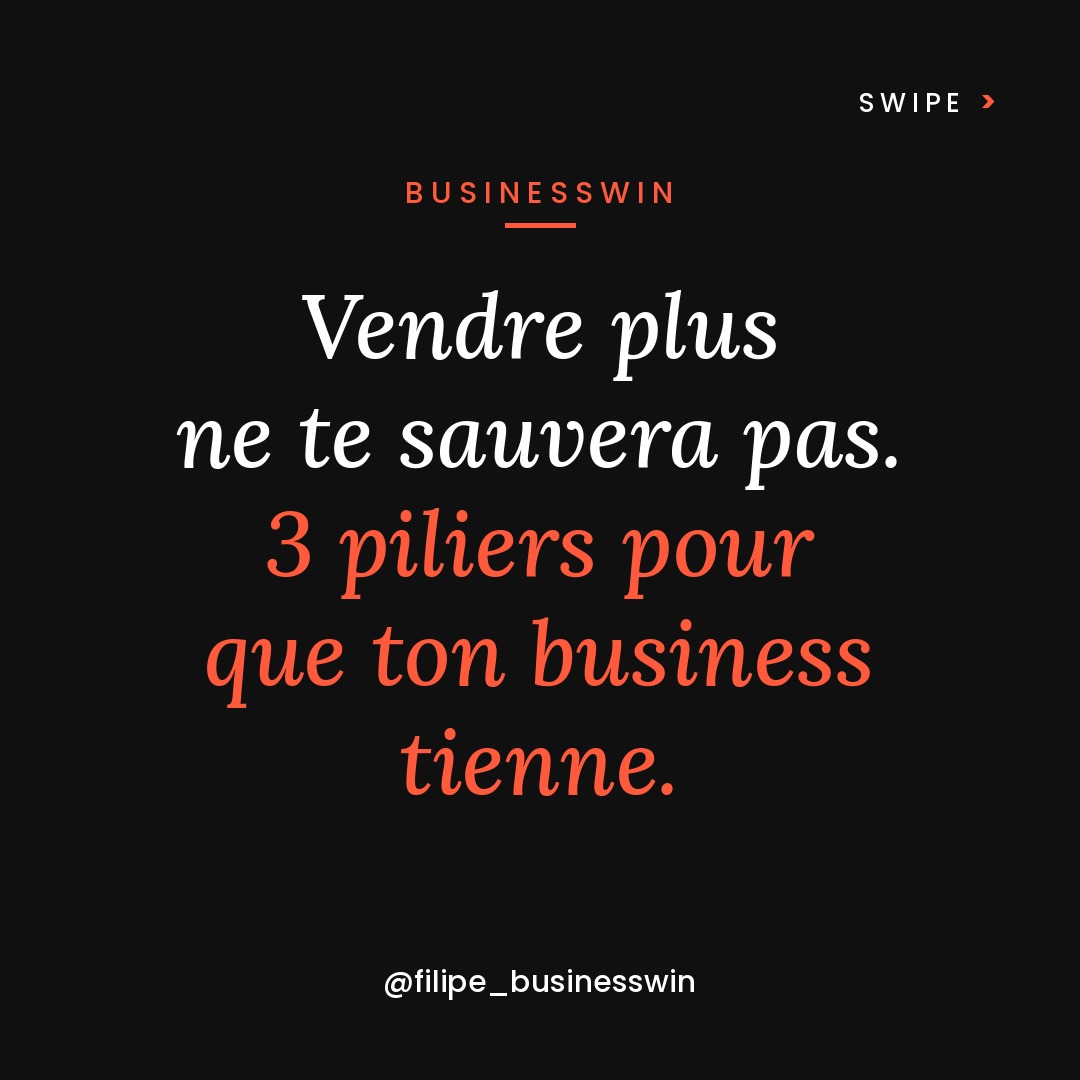 SWIPE >
BUSINESSWIN
Vendre plus
ne te sauvera pas.
3 piliers pour
que ton business
tienne.
@filipe_businesswin